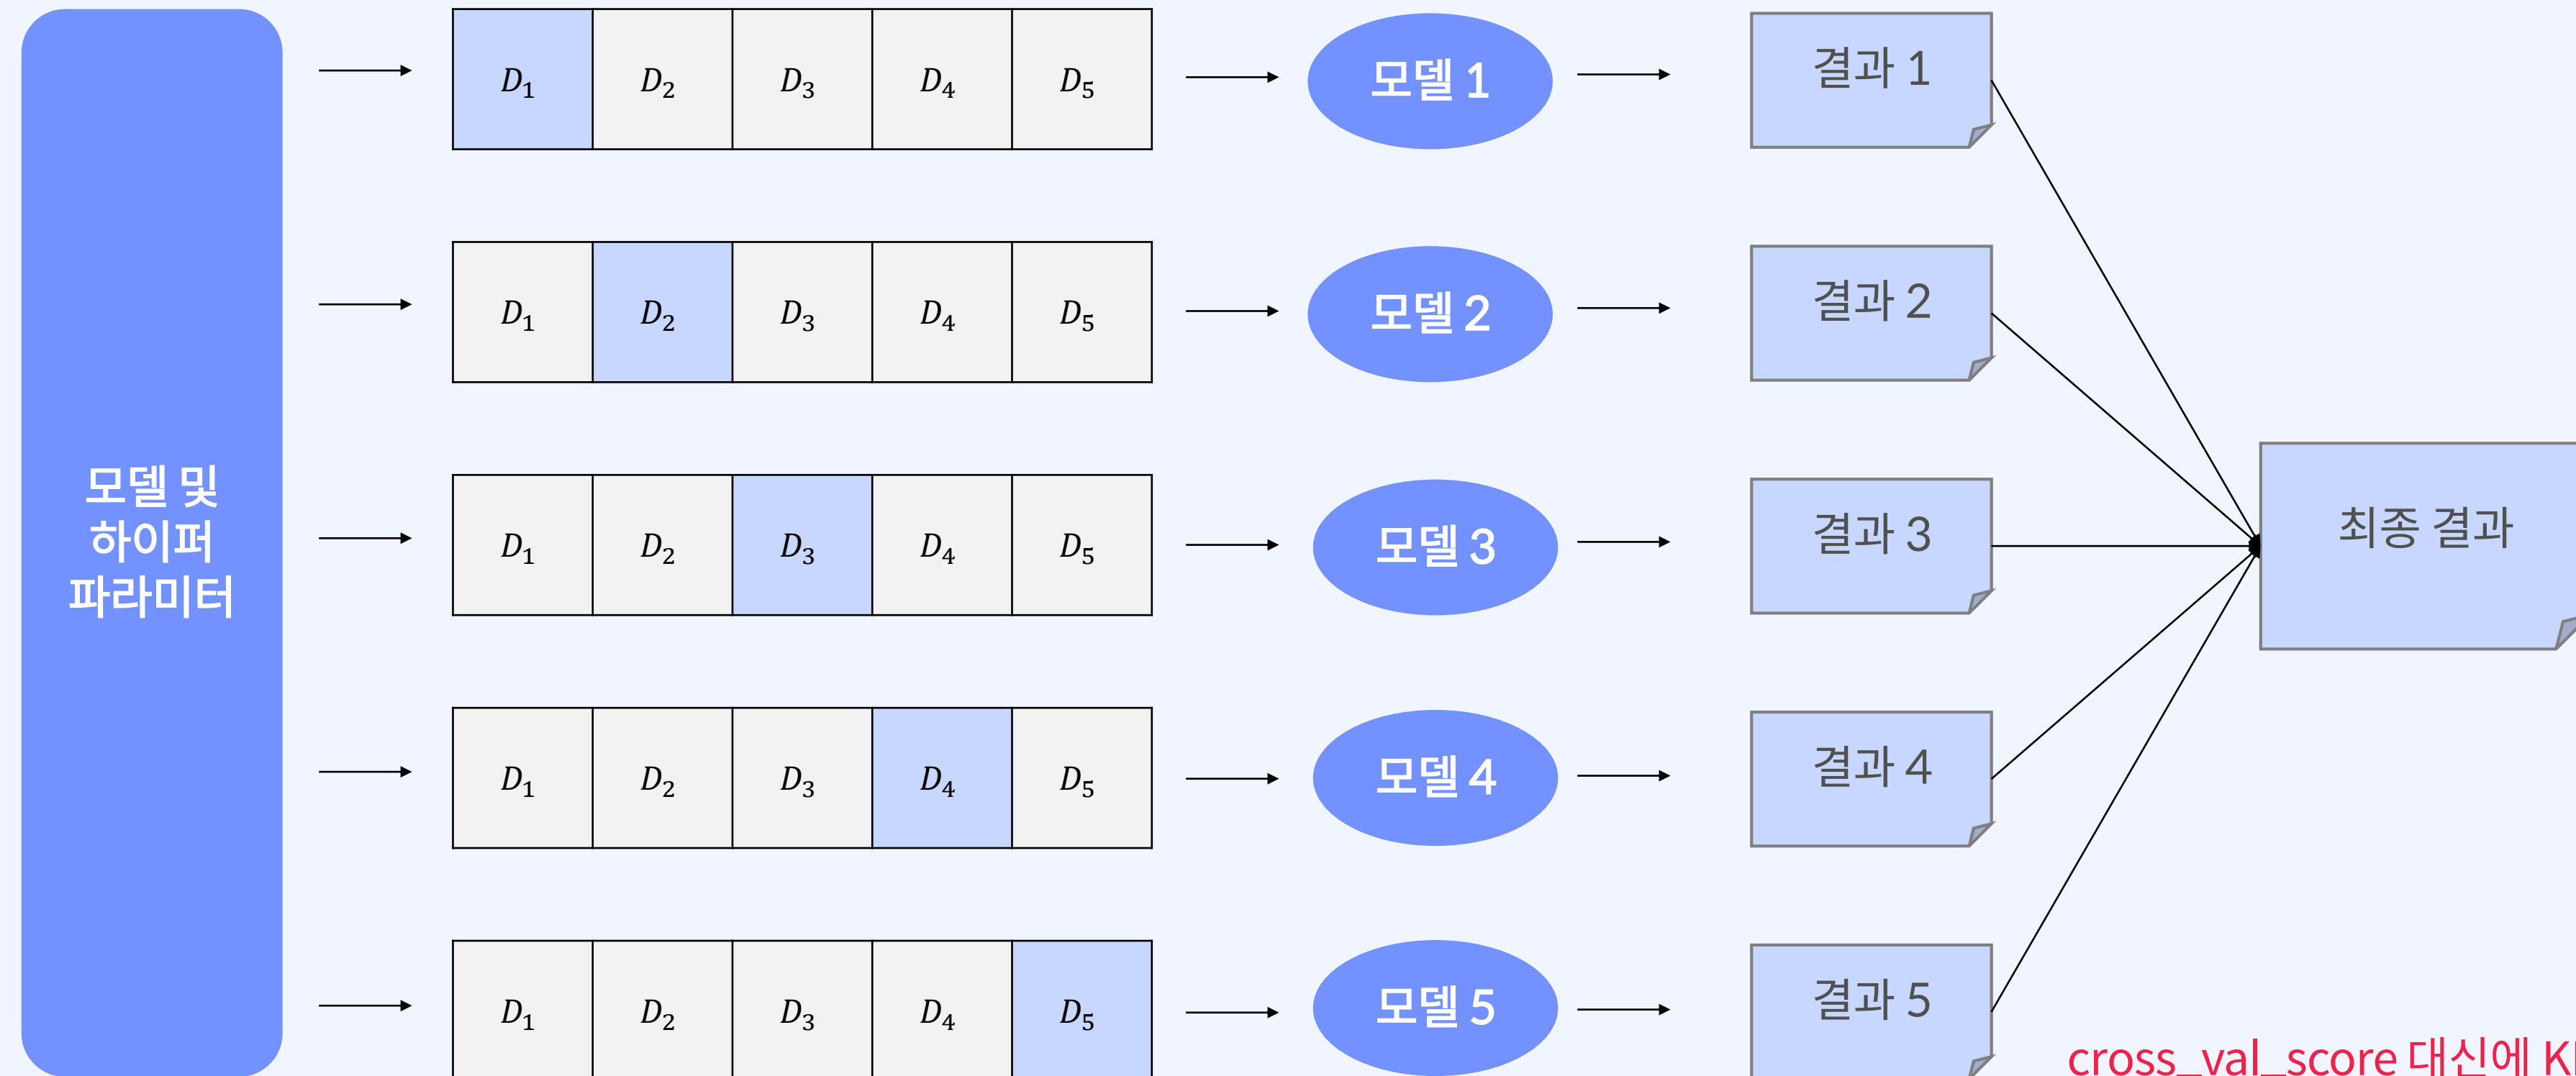 모델 및
하이퍼
파라미터
D₁ D₂ D₃ D₄ D₅
모델 1
결과 1
D₁ D₂ D₃ D₄ D₅
모델 2
결과 2
D₁ D₂ D₃ D₄ D₅
모델 3
결과 3
최종 결과
D₁ D₂ D₃ D₄ D₅
모델 4
결과 4
D₁ D₂ D₃ D₄ D₅
모델 5
결과 5
cross_val_score 대신에